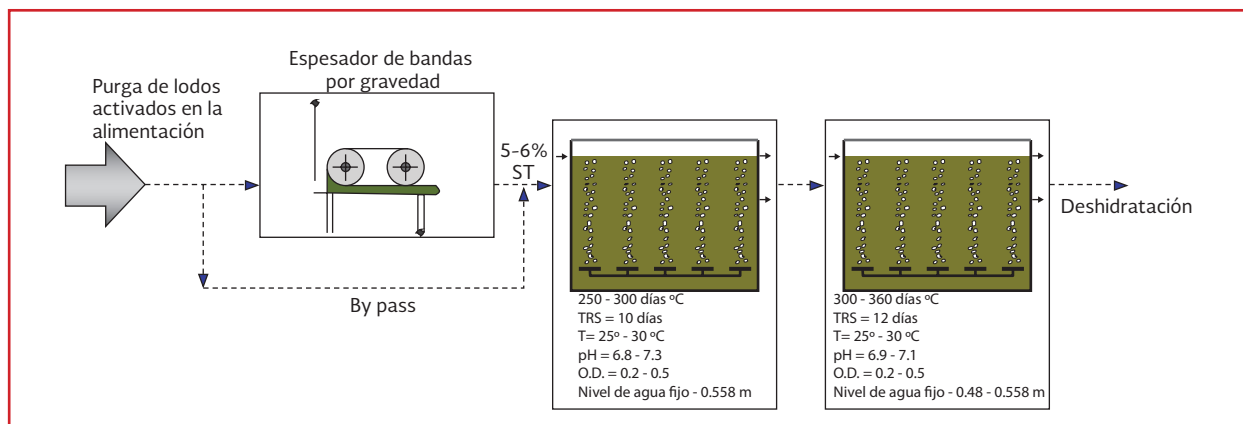 Purga de lodos
activados en la
alimentación
Espesador de bandas
por gravedad
5-6%
ST
By pass
250 - 300 días ºC
TRS = 10 días
T= 25º - 30 ºC
pH = 6.8 - 7.3
O.D. = 0.2 - 0.5
Nivel de agua fijo - 0.558 m
300 - 360 días ºC
TRS = 12 días
T= 25º - 30 ºC
pH = 6.9 - 7.1
O.D. = 0.2 - 0.5
Nivel de agua fijo - 0.48 - 0.558 m
Deshidratación